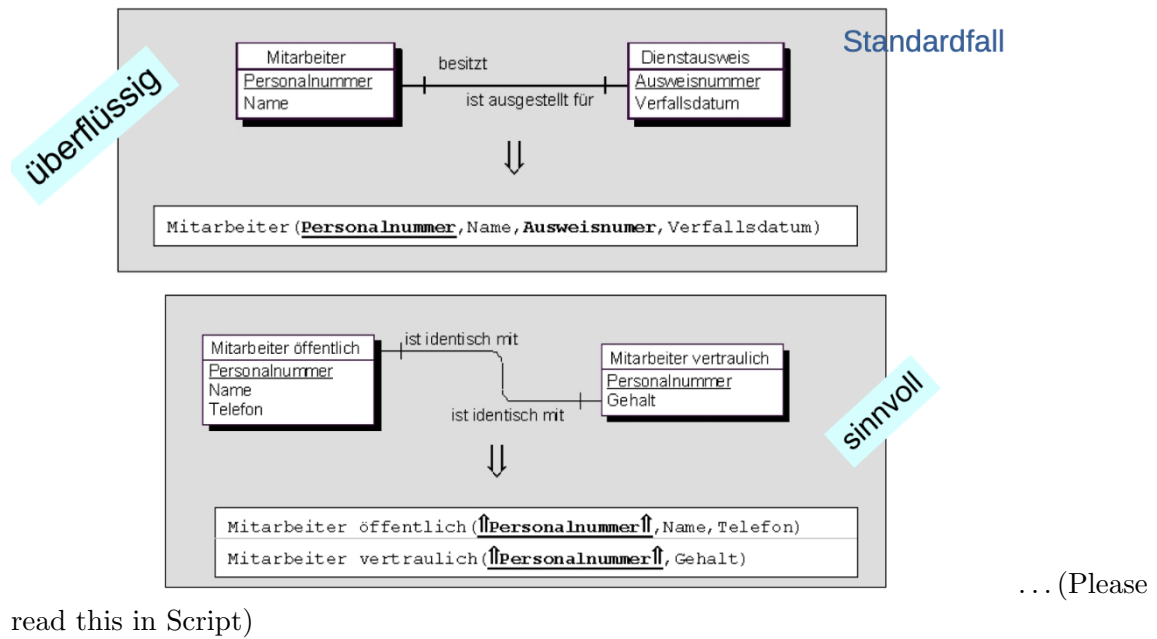 Standardfall
überflüssig
Mitarbeiter
Personalnummer
Name
besitzt
ist ausgestellt für
Dienstausweis
Ausweisnummer
Verfallsdatum
⇓
Mitarbeiter(Personalnummer,Name,Ausweisnumer,Verfallsdatum)
Mitarbeiter öffentlich
Personalnummer
Name
Telefon
ist identisch mit
ist identisch mit
Mitarbeiter vertraulich
Personalnummer
Gehalt
sinnvoll
⇓
Mitarbeiter öffentlich(⇑Personalnummer⇑,Name,Telefon)
Mitarbeiter vertraulich(⇑Personalnummer⇑,Gehalt)
...(Please
read this in Script)